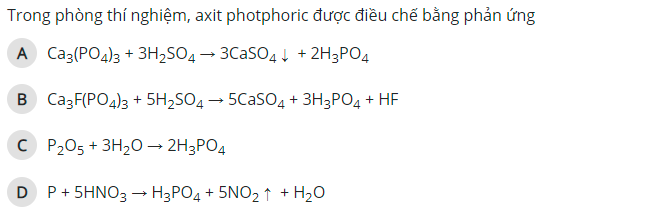 Trong phòng thí nghiệm, axit photphoric được điều chế bằng phản ứng
A Ca₃(PO₄)₃ + 3H₂SO₄ → 3CaSO₄ ↓ + 2H₃PO₄
B Ca₃F(PO₄)₃ + 5H₂SO₄ → 5CaSO₄ + 3H₃PO₄ + HF
C P₂O₅ + 3H₂O → 2H₃PO₄
D P + 5HNO₃ → H₃PO₄ + 5NO₂ ↑ + H₂O